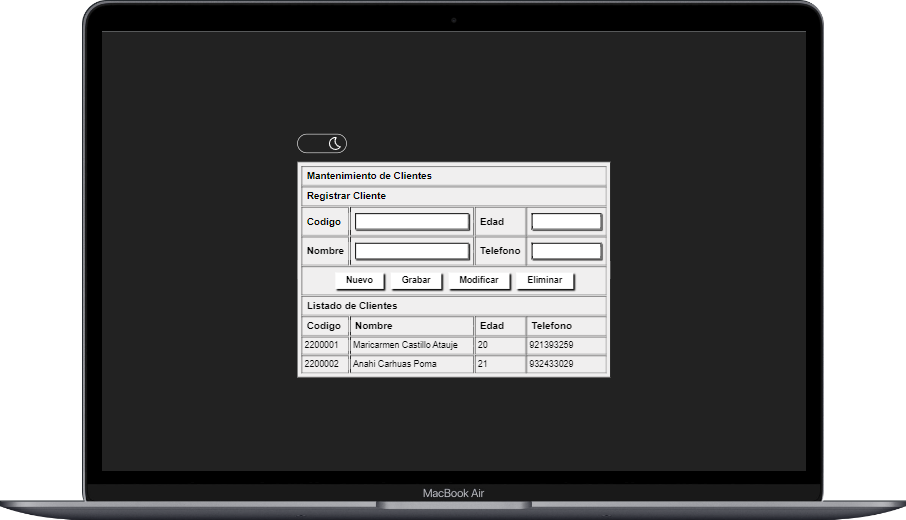 Mantenimiento de Clientes
Registrar Cliente
Codigo Edad
Nombre Telefono
Nuevo Grabar Modificar Eliminar
Listado de Clientes
Codigo Nombre Edad Telefono
2200001 Maricarmen Castillo Atauje 20 921393259
2200002 Anahi Carhuas Poma 21 932433029
MacBook Air